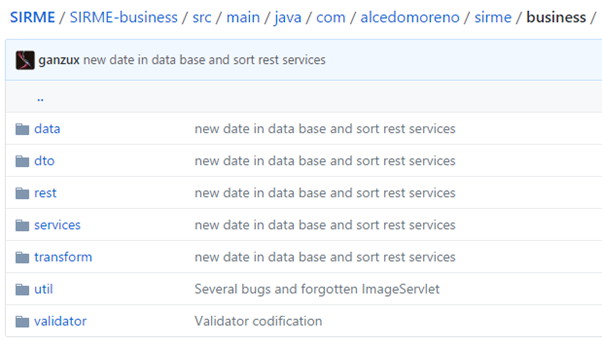 SIRME / SIRME-business / src / main / java / com / alcedomoreno / sirme / business /
ganzux new date in data base and sort rest services
..
data new date in data base and sort rest services
dto new date in data base and sort rest services
rest new date in data base and sort rest services
services new date in data base and sort rest services
transform new date in data base and sort rest services
util Several bugs and forgotten ImageServlet
validator Validator codification